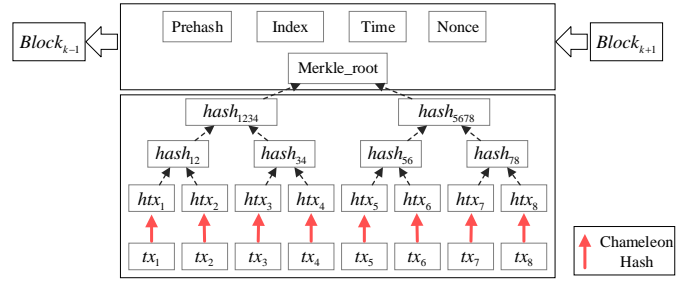 Prehash Index Time Nonce
Block_{k-1} Block_{k+1}
Merkle_root
hash_{1234} hash_{5678}
hash_{12} hash_{34} hash_{56} hash_{78}
htx_1 htx_2 htx_3 htx_4 htx_5 htx_6 htx_7 htx_8
tx_1 tx_2 tx_3 tx_4 tx_5 tx_6 tx_7 tx_8
Chameleon
Hash